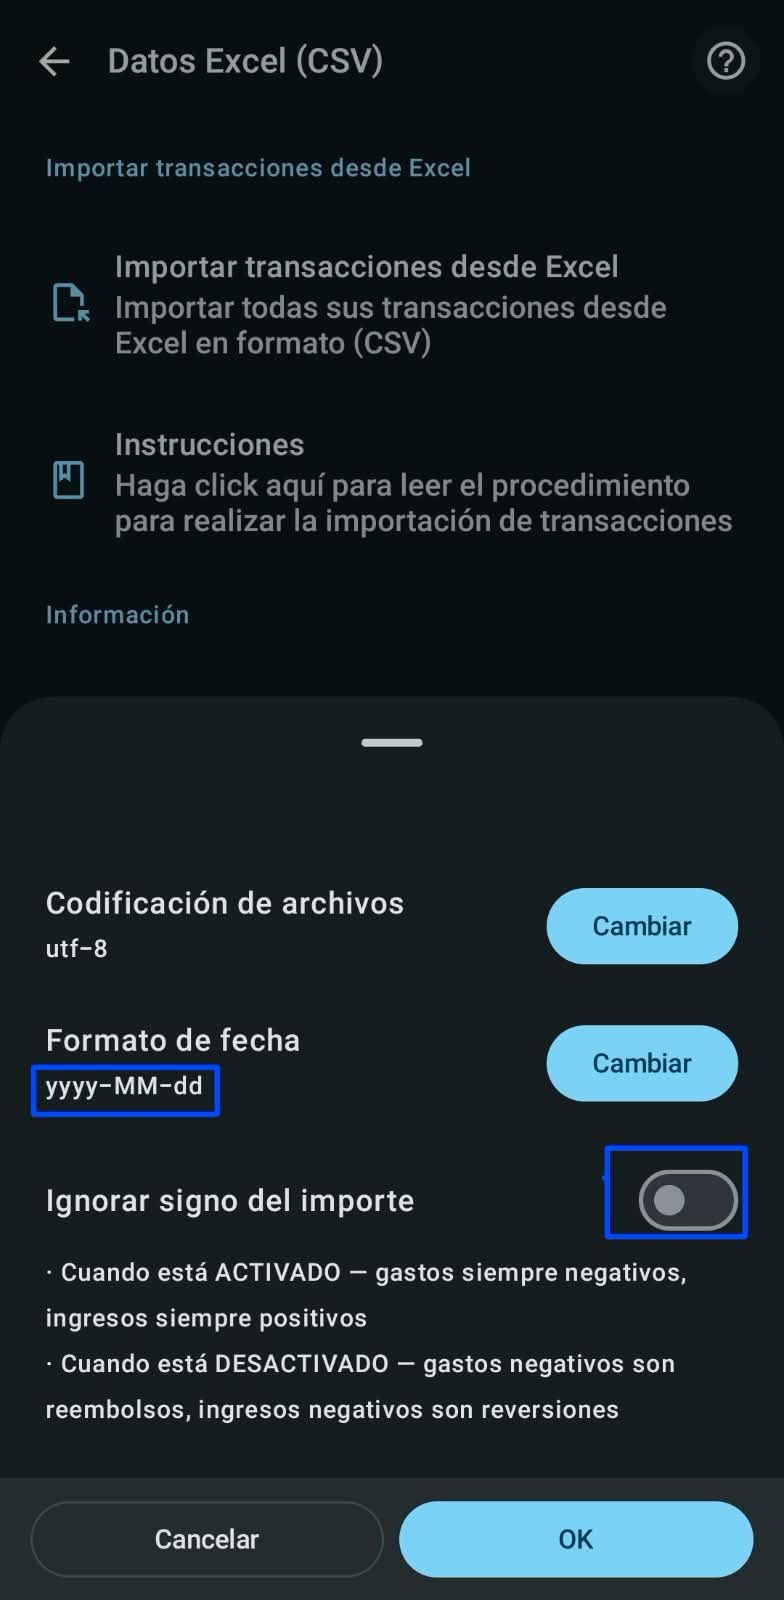 Datos Excel (CSV)
Importar transacciones desde Excel
Importar transacciones desde Excel
Importar todas sus transacciones desde
Excel en formato (CSV)
Instrucciones
Haga click aquí para leer el procedimiento
para realizar la importación de transacciones
Información
Codificación de archivos
utf-8
Cambiar
Formato de fecha
yyyy-MM-dd
Cambiar
Ignorar signo del importe
· Cuando está ACTIVADO — gastos siempre negativos,
ingresos siempre positivos
· Cuando está DESACTIVADO — gastos negativos son
reembolsos, ingresos negativos son reversiones
Cancelar
OK